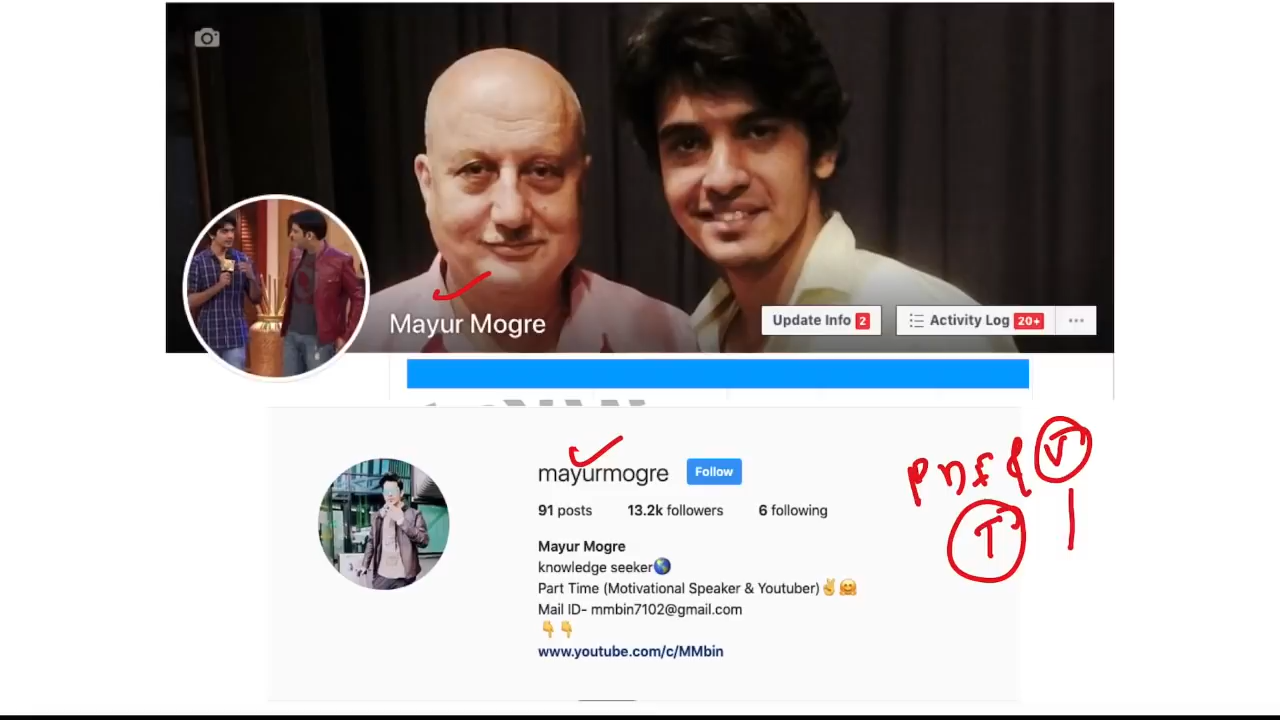 Mayur Mogre
Update Info 2
Activity Log 20+
mayurmogre Follow
91 posts 13.2k followers 6 following
Mayur Mogre
knowledge seeker🌎
Part Time (Motivational Speaker & Youtuber)✌️🤗
Mail ID- mmbin7102@gmail.com
👇👇
www.youtube.com/c/MMbin